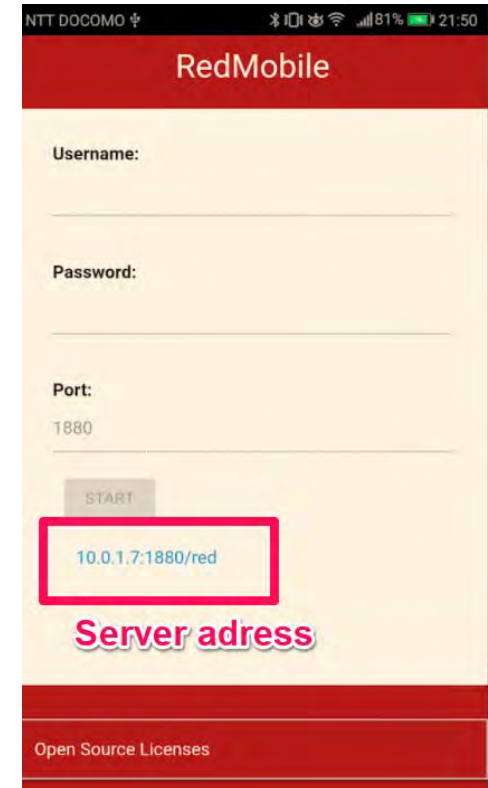 NTT DOCOMO 81% 21:50
RedMobile
Username:
Password:
Port:
1880
START
10.0.1.7:1880/red
Server adress
Open Source Licenses